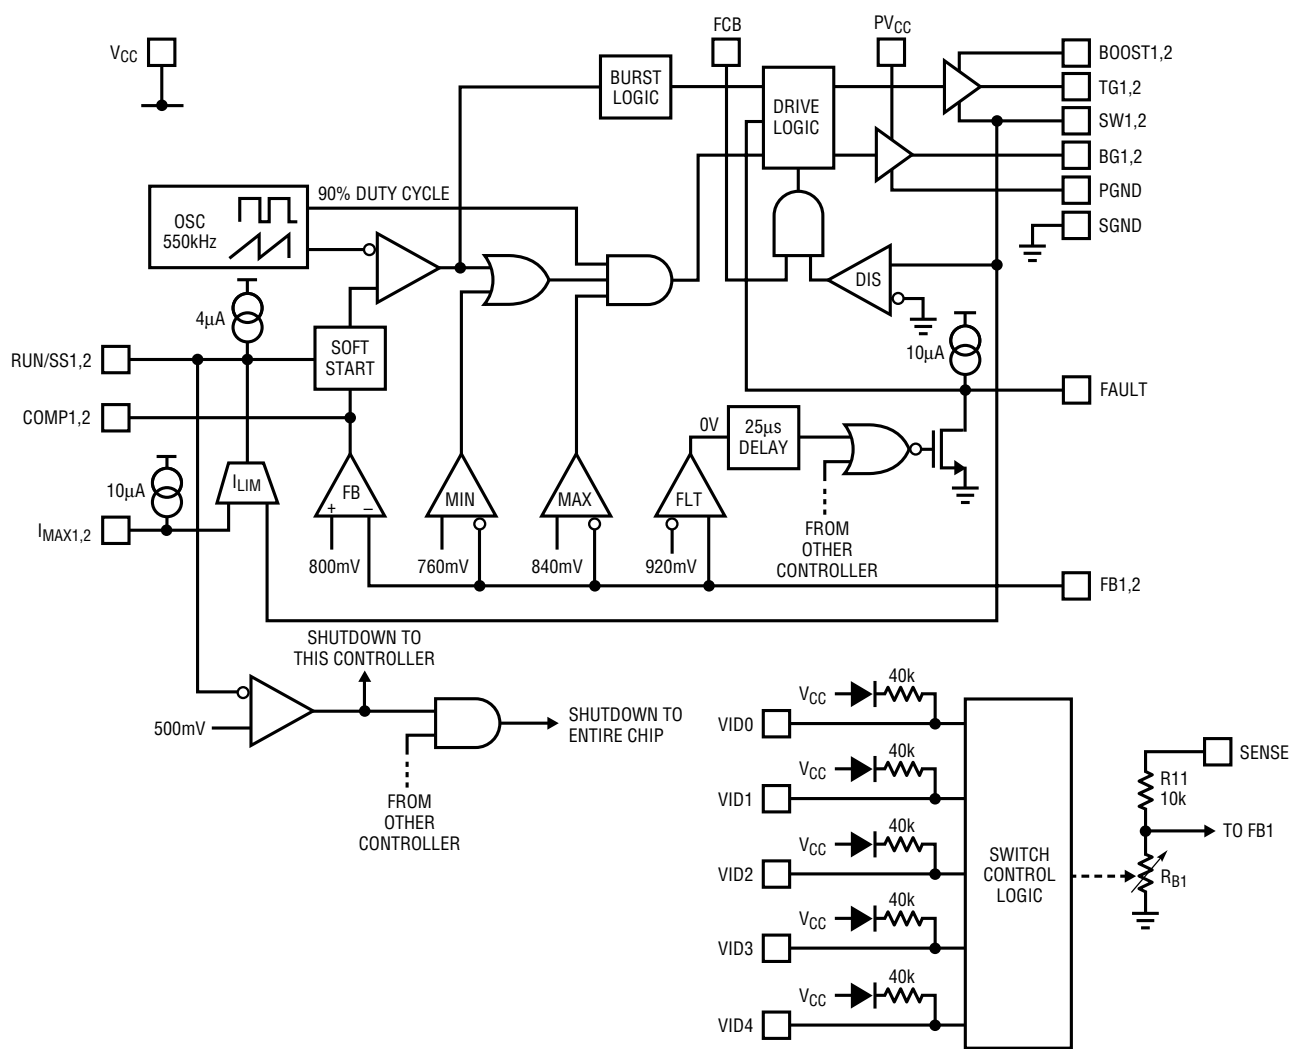 FCB
PVCC
VCC
BURST
LOGIC
DRIVE
LOGIC
BOOST1,2
TG1,2
SW1,2
BG1,2
PGND
SGND
90% DUTY CYCLE
OSC
550kHz
DIS
4μA
10μA
RUN/SS1,2
SOFT
START
COMP1,2
FAULT
0V
25μs
DELAY
10μA
ILIM
FB
+
–
MIN
MAX
FLT
IMAX1,2
FROM
OTHER
CONTROLLER
800mV
760mV
840mV
920mV
FB1,2
SHUTDOWN TO
THIS CONTROLLER
500mV
SHUTDOWN TO
ENTIRE CHIP
FROM
OTHER
CONTROLLER
40k
VCC
VID0
40k
VCC
VID1
40k
VCC
VID2
40k
VCC
VID3
40k
VCC
VID4
SWITCH
CONTROL
LOGIC
SENSE
R11
10k
TO FB1
RB1